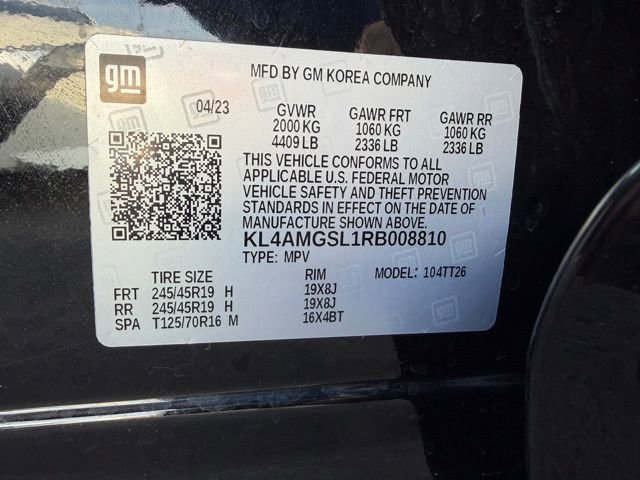 gm
MFD BY GM KOREA COMPANY
04/23 GVWR GAWR FRT GAWR RR
2000 KG 1060 KG 1060 KG
4409 LB 2336 LB 2336 LB
THIS VEHICLE CONFORMS TO ALL
APPLICABLE U.S. FEDERAL MOTOR
VEHICLE SAFETY AND THEFT PREVENTION
STANDARDS IN EFFECT ON THE DATE OF
MANUFACTURE SHOWN ABOVE.
KL4AMGSL1RB008810
TYPE: MPV
TIRE SIZE RIM MODEL: 104TT26
FRT 245/45R19 H 19X8J
RR 245/45R19 H 19X8J
SPA T125/70R16 M 16X4BT